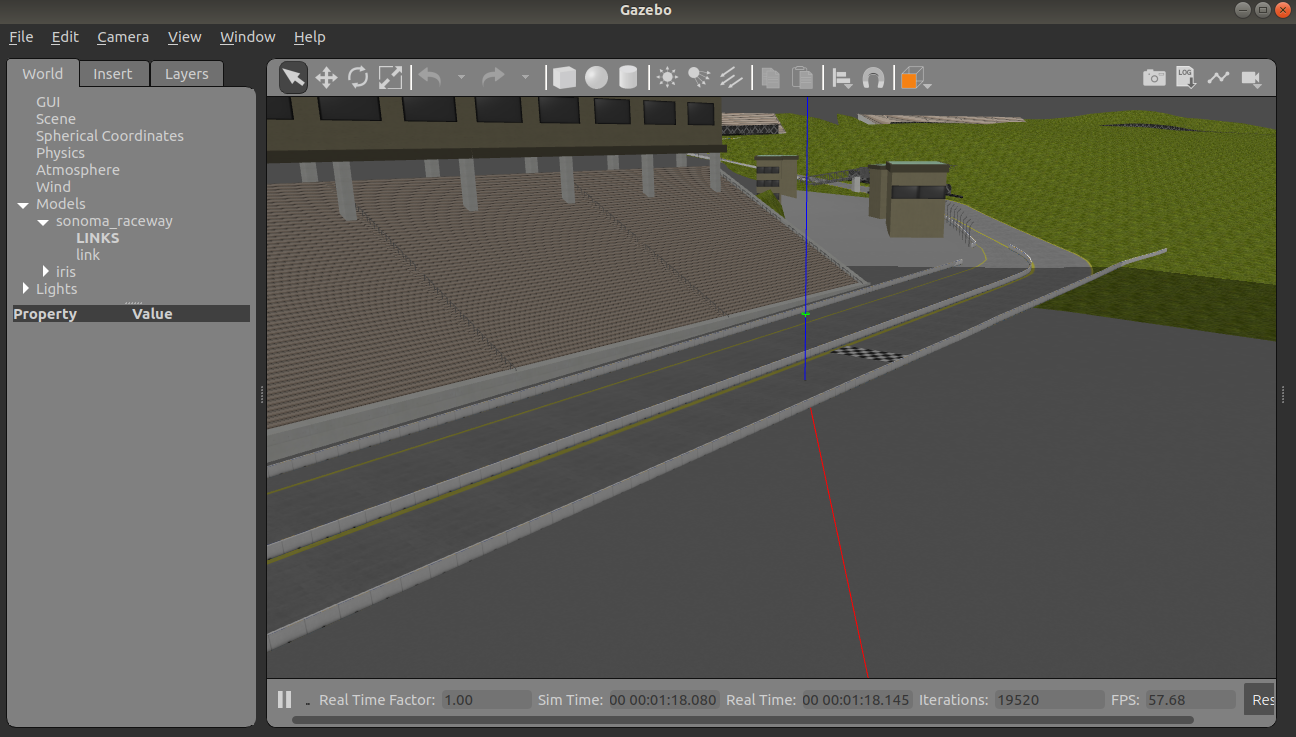 Gazebo
File Edit Camera View Window Help
World Insert Layers
LOG
GUI
Scene
Spherical Coordinates
Physics
Atmosphere
Wind
Models
sonoma_raceway
LINKS
link
iris
Lights
Property Value
Real Time Factor: 1.00 Sim Time: 00 00:01:18.080 Real Time: 00 00:01:18.145 Iterations: 19520 FPS: 57.68 Res